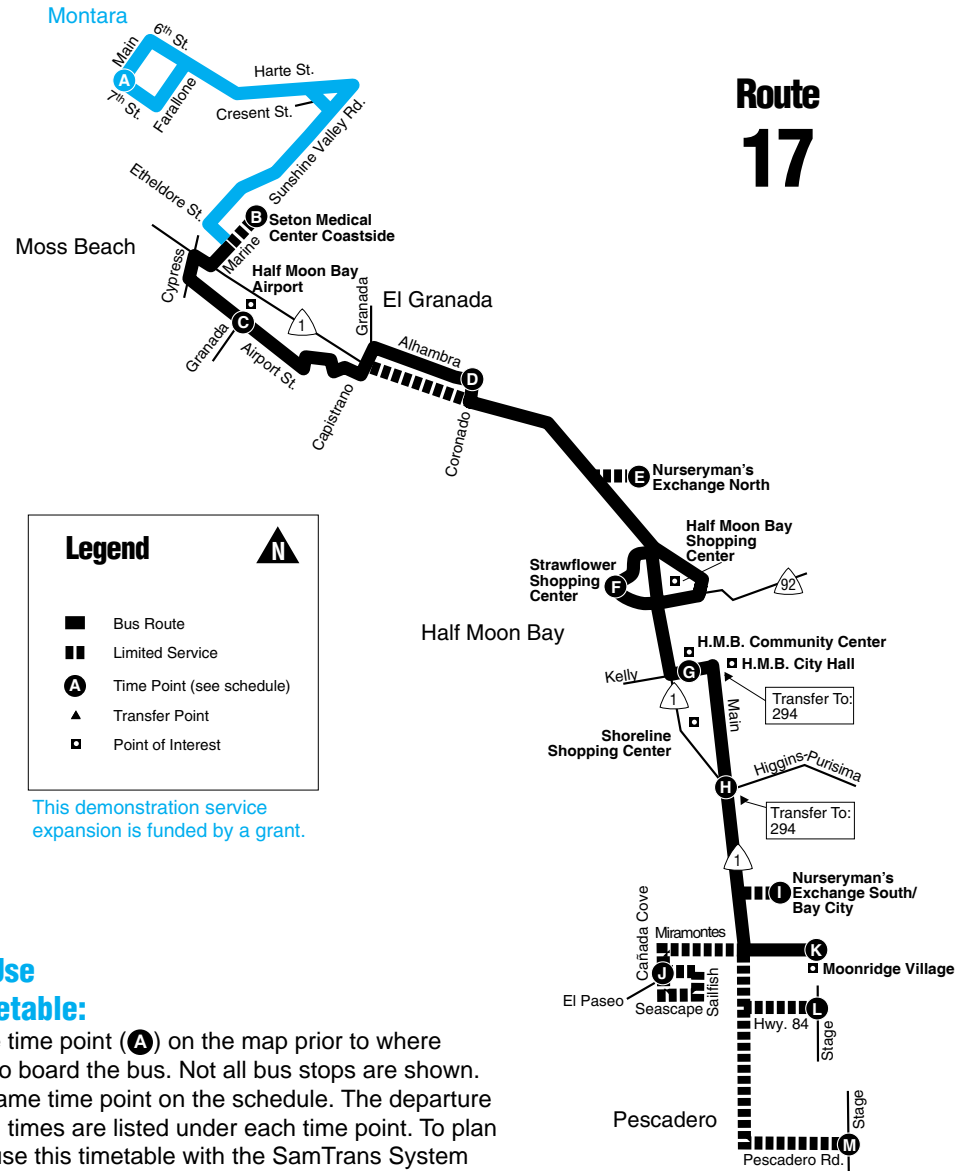 Montara
Route
17
6th St.
Main
A
7th St.
Farallone
Harte St.
Cresent St.
Sunshine Valley Rd.
Etheldore St.
B
Seton Medical
Center Coastside
Marine
Moss Beach
Cypress
Half Moon Bay
Airport
C
Granada
Airport St.
1
Granada
El Granada
Alhambra
D
Capistrano
Coronado
E
Nurseryman's
Exchange North
Half Moon Bay
Shopping
Center
Strawflower
Shopping
Center
F
92
Half Moon Bay
H.M.B. Community Center
G
H.M.B. City Hall
Kelly
1
Main
Transfer To:
294
Shoreline
Shopping Center
Higgins-Purisima
H
Transfer To:
294
1
I
Nurseryman's
Exchange South/
Bay City
Cañada Cove
Miramontes
K
Moonridge Village
J
El Paseo
Seascape
Sailfish
L
Hwy. 84
Stage
Pescadero
Stage
M
Pescadero Rd.
Legend
N
Bus Route
Limited Service
A Time Point (see schedule)
Transfer Point
Point of Interest
This demonstration service
expansion is funded by a grant.
Use
etable:
e time point (A) on the map prior to where
o board the bus. Not all bus stops are shown.
ame time point on the schedule. The departure
times are listed under each time point. To plan
use this timetable with the SamTrans System